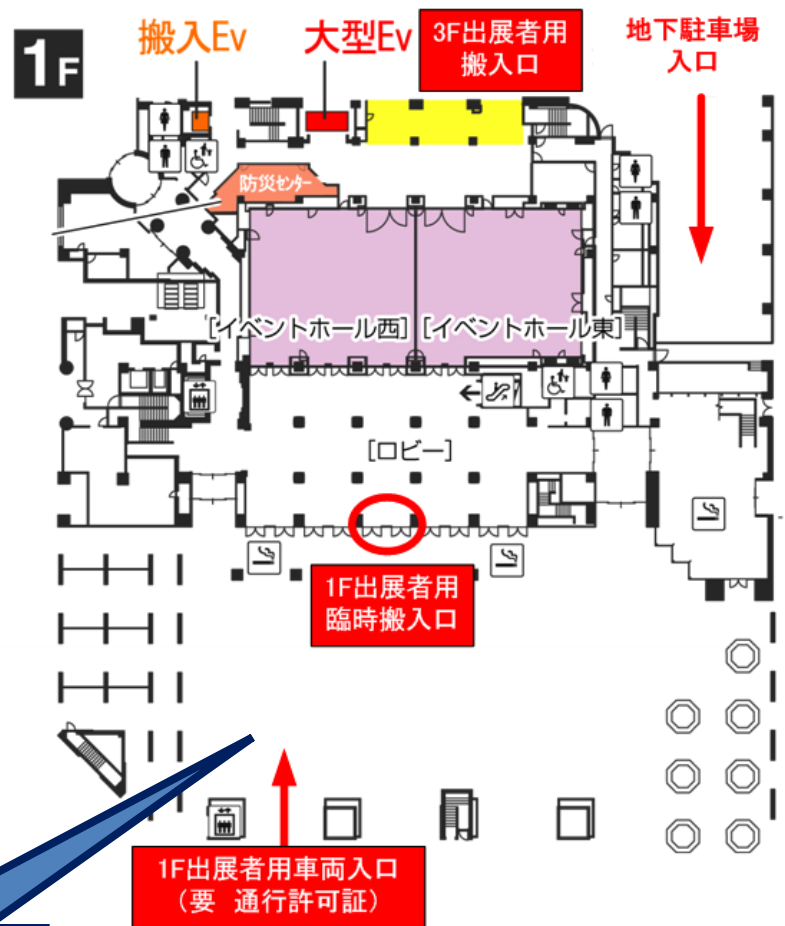 1F
搬入Ev
大型Ev
3F出展者用
搬入口
地下駐車場
入口
防災センター
[イベントホール西]
[イベントホール東]
[ロビー]
1F出展者用
臨時搬入口
1F出展者用車両入口
（要　通行許可証）